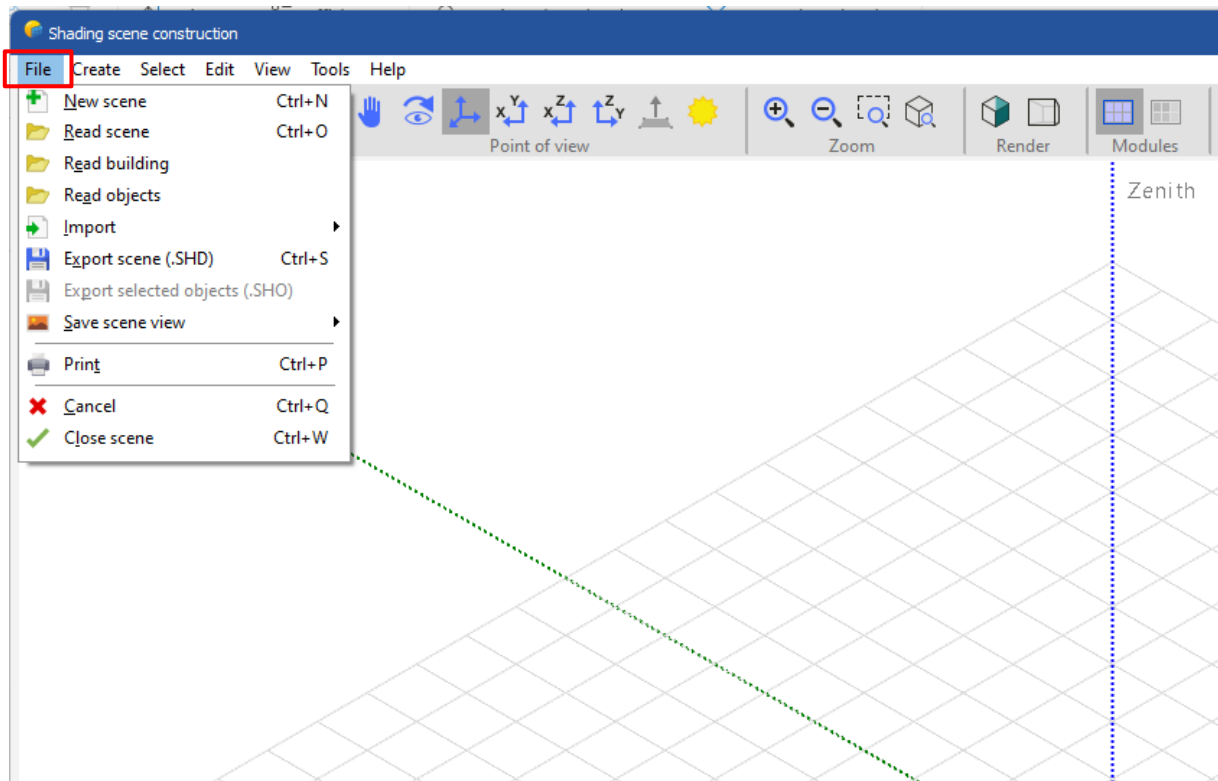 Shading scene construction
File Create Select Edit View Tools Help
New scene Ctrl+N
Read scene Ctrl+O
Read building
Read objects
Import
Export scene (.SHD) Ctrl+S
Export selected objects (.SHO)
Save scene view
Print Ctrl+P
Cancel Ctrl+Q
Close scene Ctrl+W
X Y X Z Z Y
Point of view Zoom Render Modules
Zenith